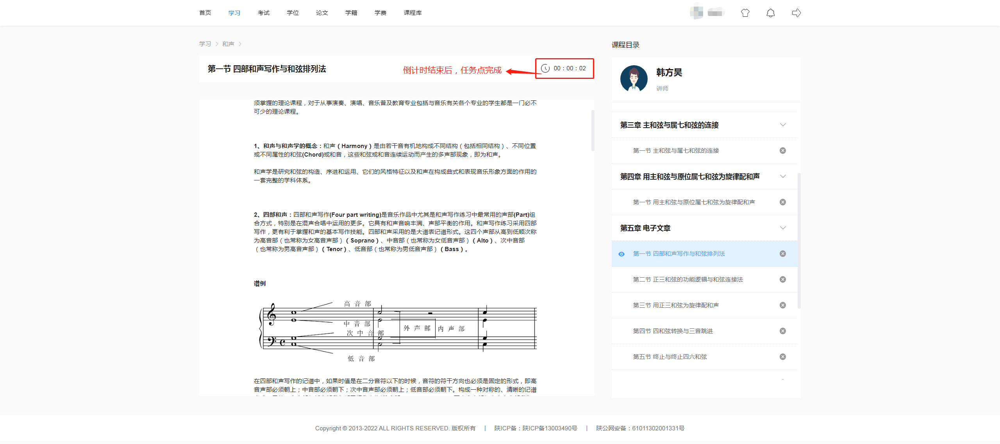 首页 学习 考试 学位 论文 学籍 学费 课程库
学习 > 和声 >
第一节 四部和声写作与和弦排列法
倒计时结束后，任务点完成
00：00：02
须掌握的理论课程，对于从事演奏、演唱、音乐普及教育专业包括与音乐有关各个专业的学生都是一门必不
可少的理论课程。
1、和声与和声学的概念：和声（Harmony）是由若干音有机地构成不同结构（包括相同结构）、不同位置
或不同属性的和弦(Chord)或和音，这些和弦或和音连续运动而产生的多声部现象，即为和声。
和声学是研究和弦的构造、序进和运用、它们的风格特征以及和声在构成曲式和表现音乐形象方面的作用的
一套完整的学科体系。
2、四部和声：四部和声写作(Four part writing)是音乐作品中尤其是和声写作练习中最常用的声部(Part)组
合方式，特别是在混声合唱中运用的更多。它具有和声音响丰满、声部平衡的作用。和声写作练习采用四部
写作，更有利于掌握和声的基本写作技能。四部和声采用的是大谱表记谱形式。这四个声部从高到低顺次称
为高音部（也常称为女高音声部）（Soprano）、中音部（也常称为女低音声部）（Alto）、次中音部
（也常称为男高音声部）（Tenor）、低音部（也常称为男低音声部）（Bass）。
谱例
高音部
中音部
次中音部
外声部
内声部
低音部
在四部和声写作的记谱中，如果时值是在二分音符以下的时候，音符的符干方向也必须是固定的形式，即高
音声部必须朝上；中音部必须朝下；次中音声部必须朝上；低音部必须朝下。构成一种对称的、清晰的记谱
课程目录
韩方昊
讲师
第三章 主和弦与属七和弦的连接
第一节 主和弦与属七和弦的连接
第四章 用主和弦与原位属七和弦为旋律配和声
第一节 用主和弦与原位属七和弦为旋律配和声
第五章 电子文章
第一节 四部和声写作与和弦排列法
第二节 正三和弦的功能逻辑与和弦连接法
第三节 用正三和弦为旋律配和声
第四节 四和弦转换与三音跳进
第五节 终止与终止四六和弦
Copyright © 2013-2022 ALL RIGHTS RESERVED. 版权所有 | 陕ICP备：陕ICP备13003490号 | 陕公网安备：61011302001331号